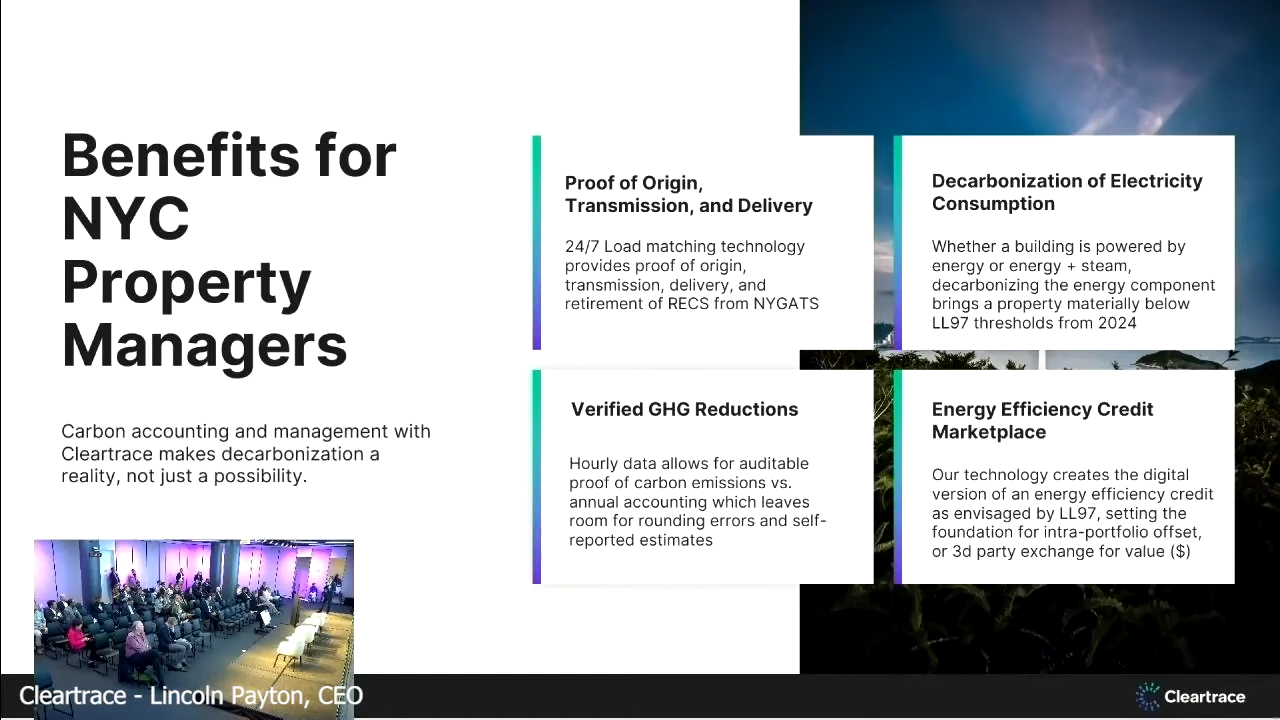 Benefits for
NYC
Property
Managers
Carbon accounting and management with
Cleartrace makes decarbonization a
reality, not just a possibility.
Proof of Origin,
Transmission, and Delivery
24/7 Load matching technology
provides proof of origin,
transmission, delivery, and
retirement of RECS from NYGATS
Decarbonization of Electricity
Consumption
Whether a building is powered by
energy or energy + steam,
decarbonizing the energy component
brings a property materially below
LL97 thresholds from 2024
Verified GHG Reductions
Hourly data allows for auditable
proof of carbon emissions vs.
annual accounting which leaves
room for rounding errors and self-
reported estimates
Energy Efficiency Credit
Marketplace
Our technology creates the digital
version of an energy efficiency credit
as envisaged by LL97, setting the
foundation for intra-portfolio offset,
or 3d party exchange for value ($)
Cleartrace - Lincoln Payton, CEO
Cleartrace